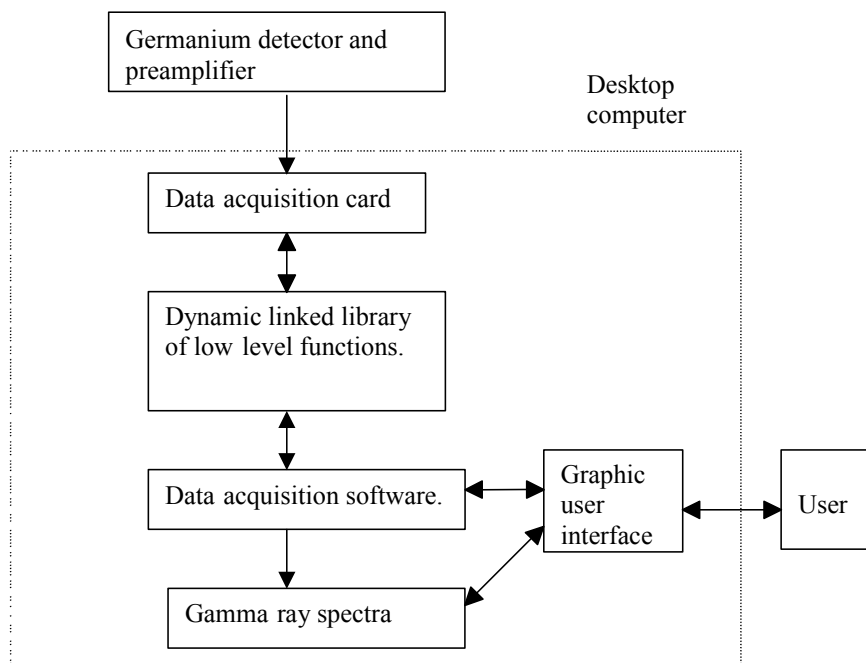 Germanium detector and
preamplifier
Desktop
computer
Data acquisition card
Dynamic linked library
of low level functions.
Data acquisition software.
Graphic
user
interface
User
Gamma ray spectra